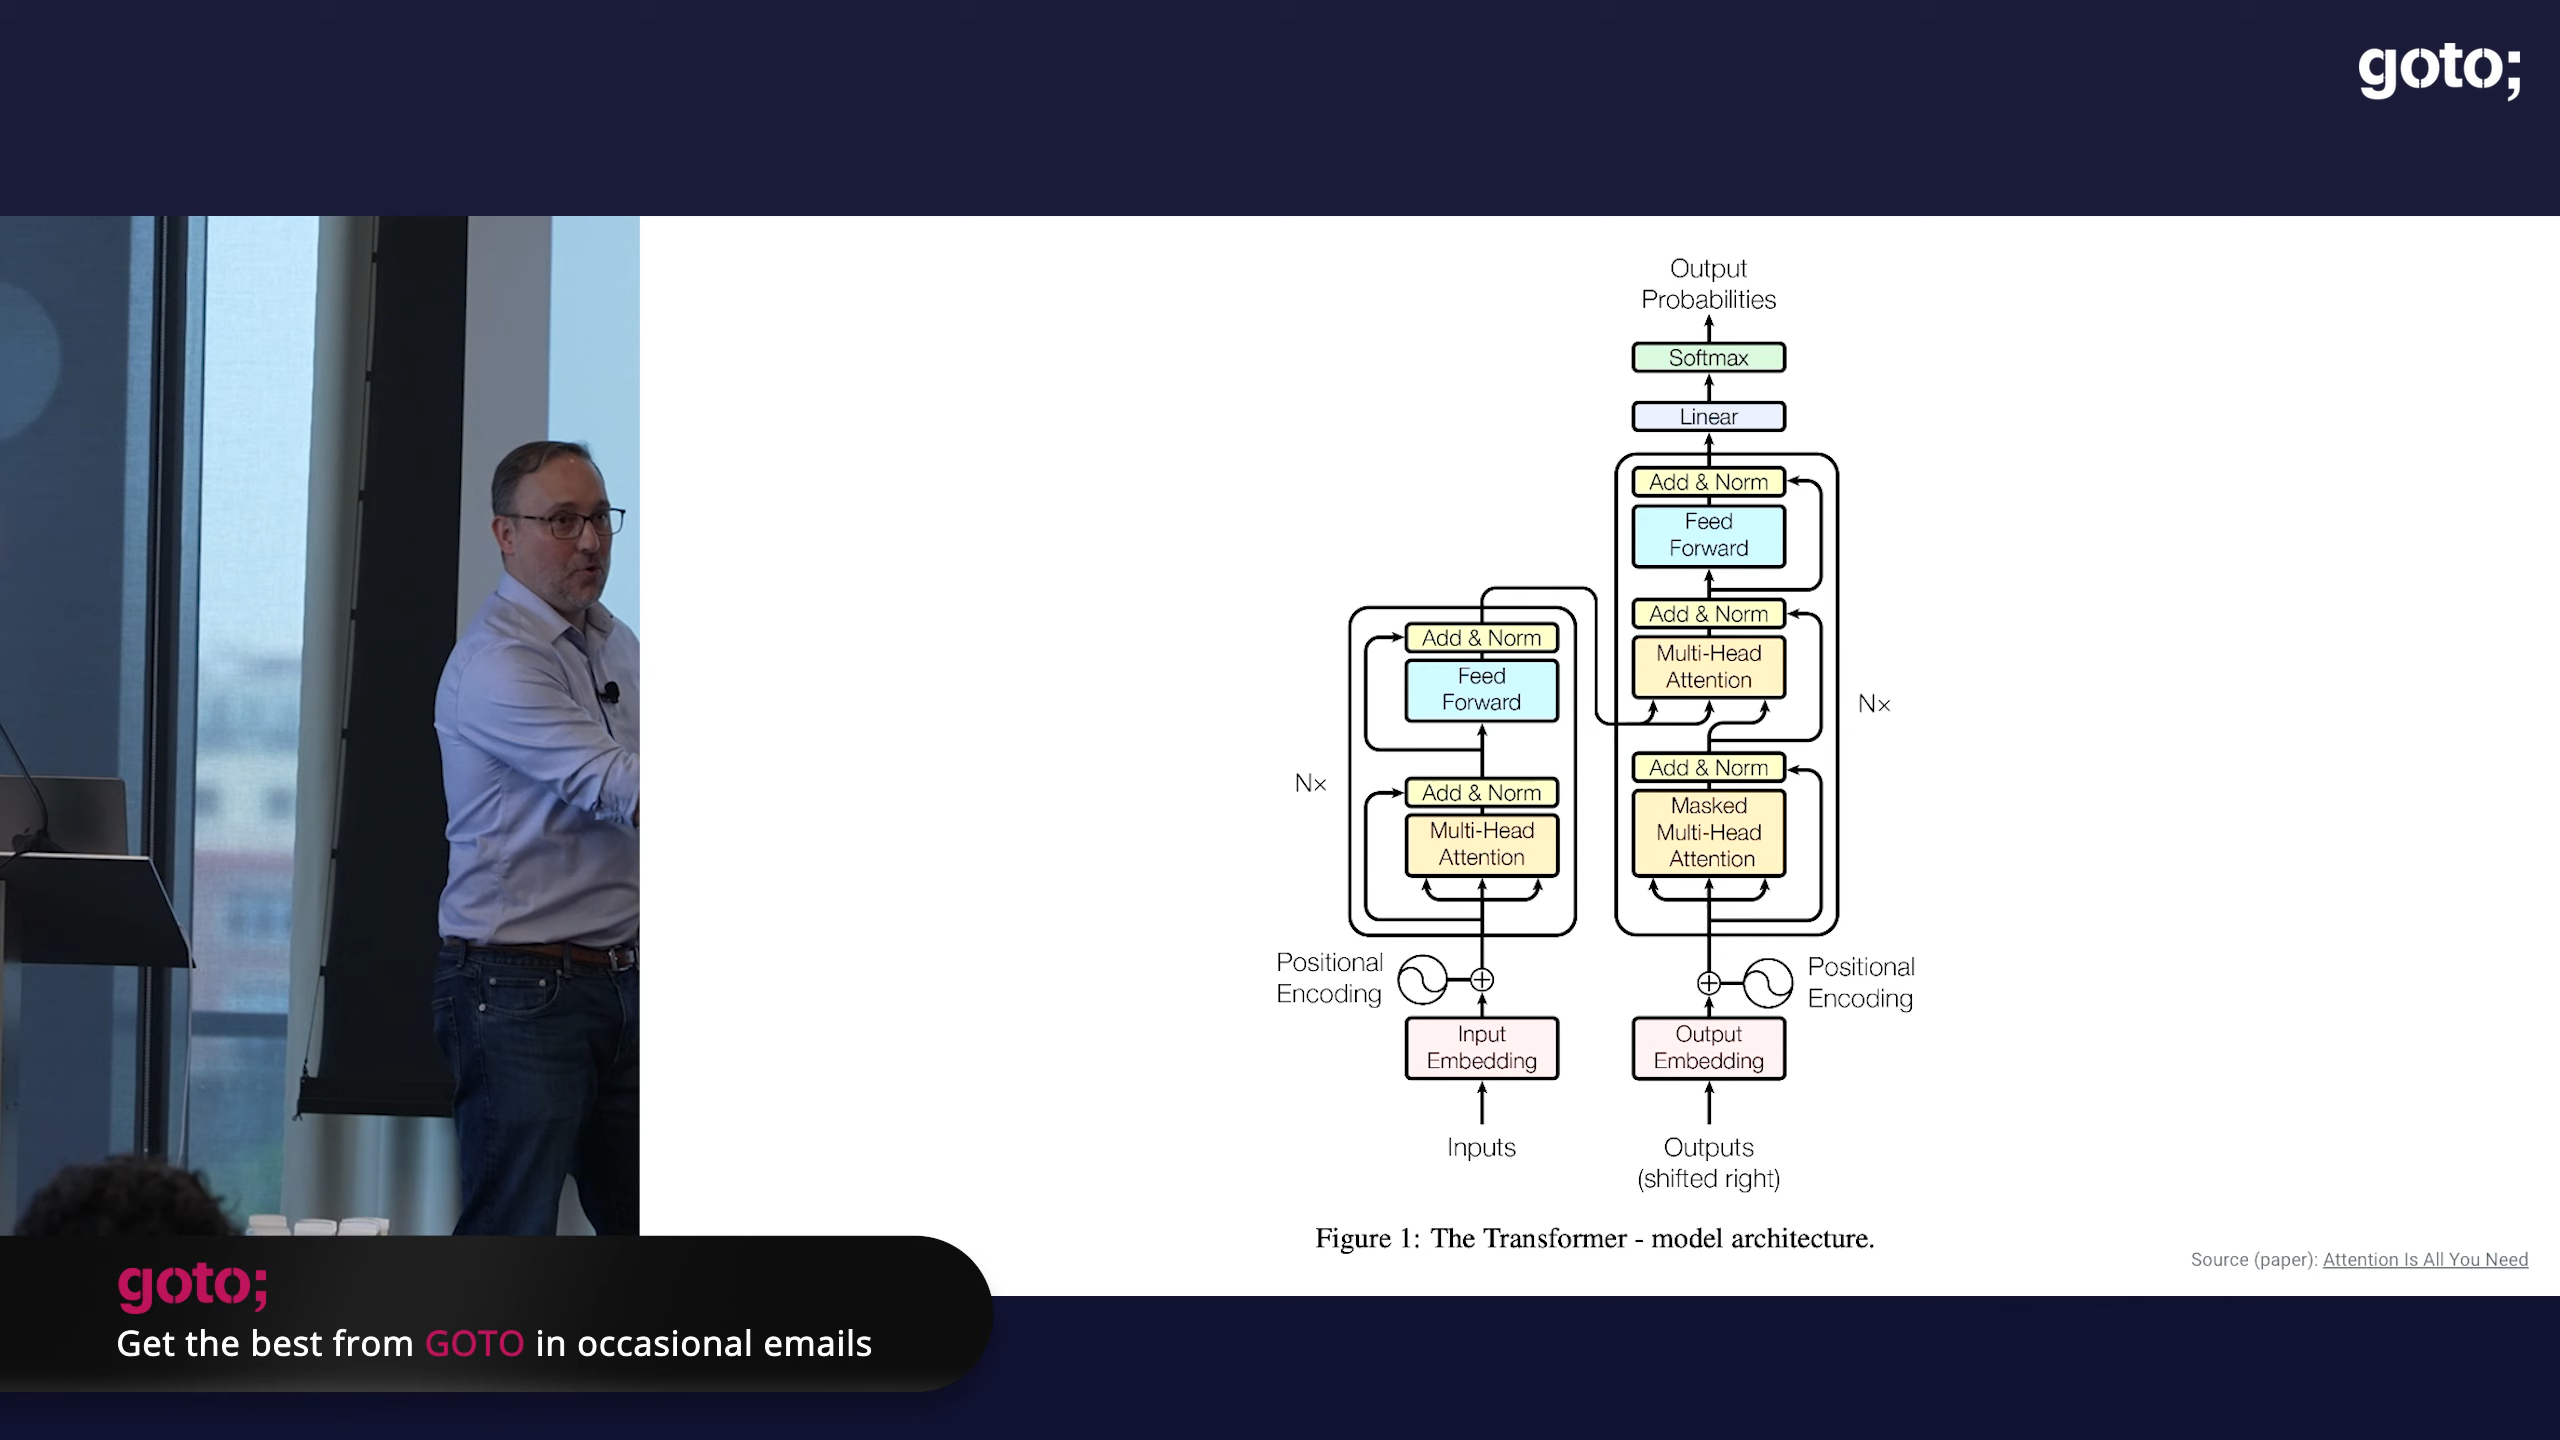 goto;
Output
Probabilities
Softmax
Linear
Add & Norm
Feed
Forward
Add & Norm
Multi-Head
Attention
Nx
Add & Norm
Masked
Multi-Head
Attention
Add & Norm
Feed
Forward
Nx
Add & Norm
Multi-Head
Attention
Positional
Encoding
Positional
Encoding
Input
Embedding
Output
Embedding
Inputs
Outputs
(shifted right)
Figure 1: The Transformer - model architecture.
Source (paper): Attention Is All You Need
goto;
Get the best from GOTO in occasional emails